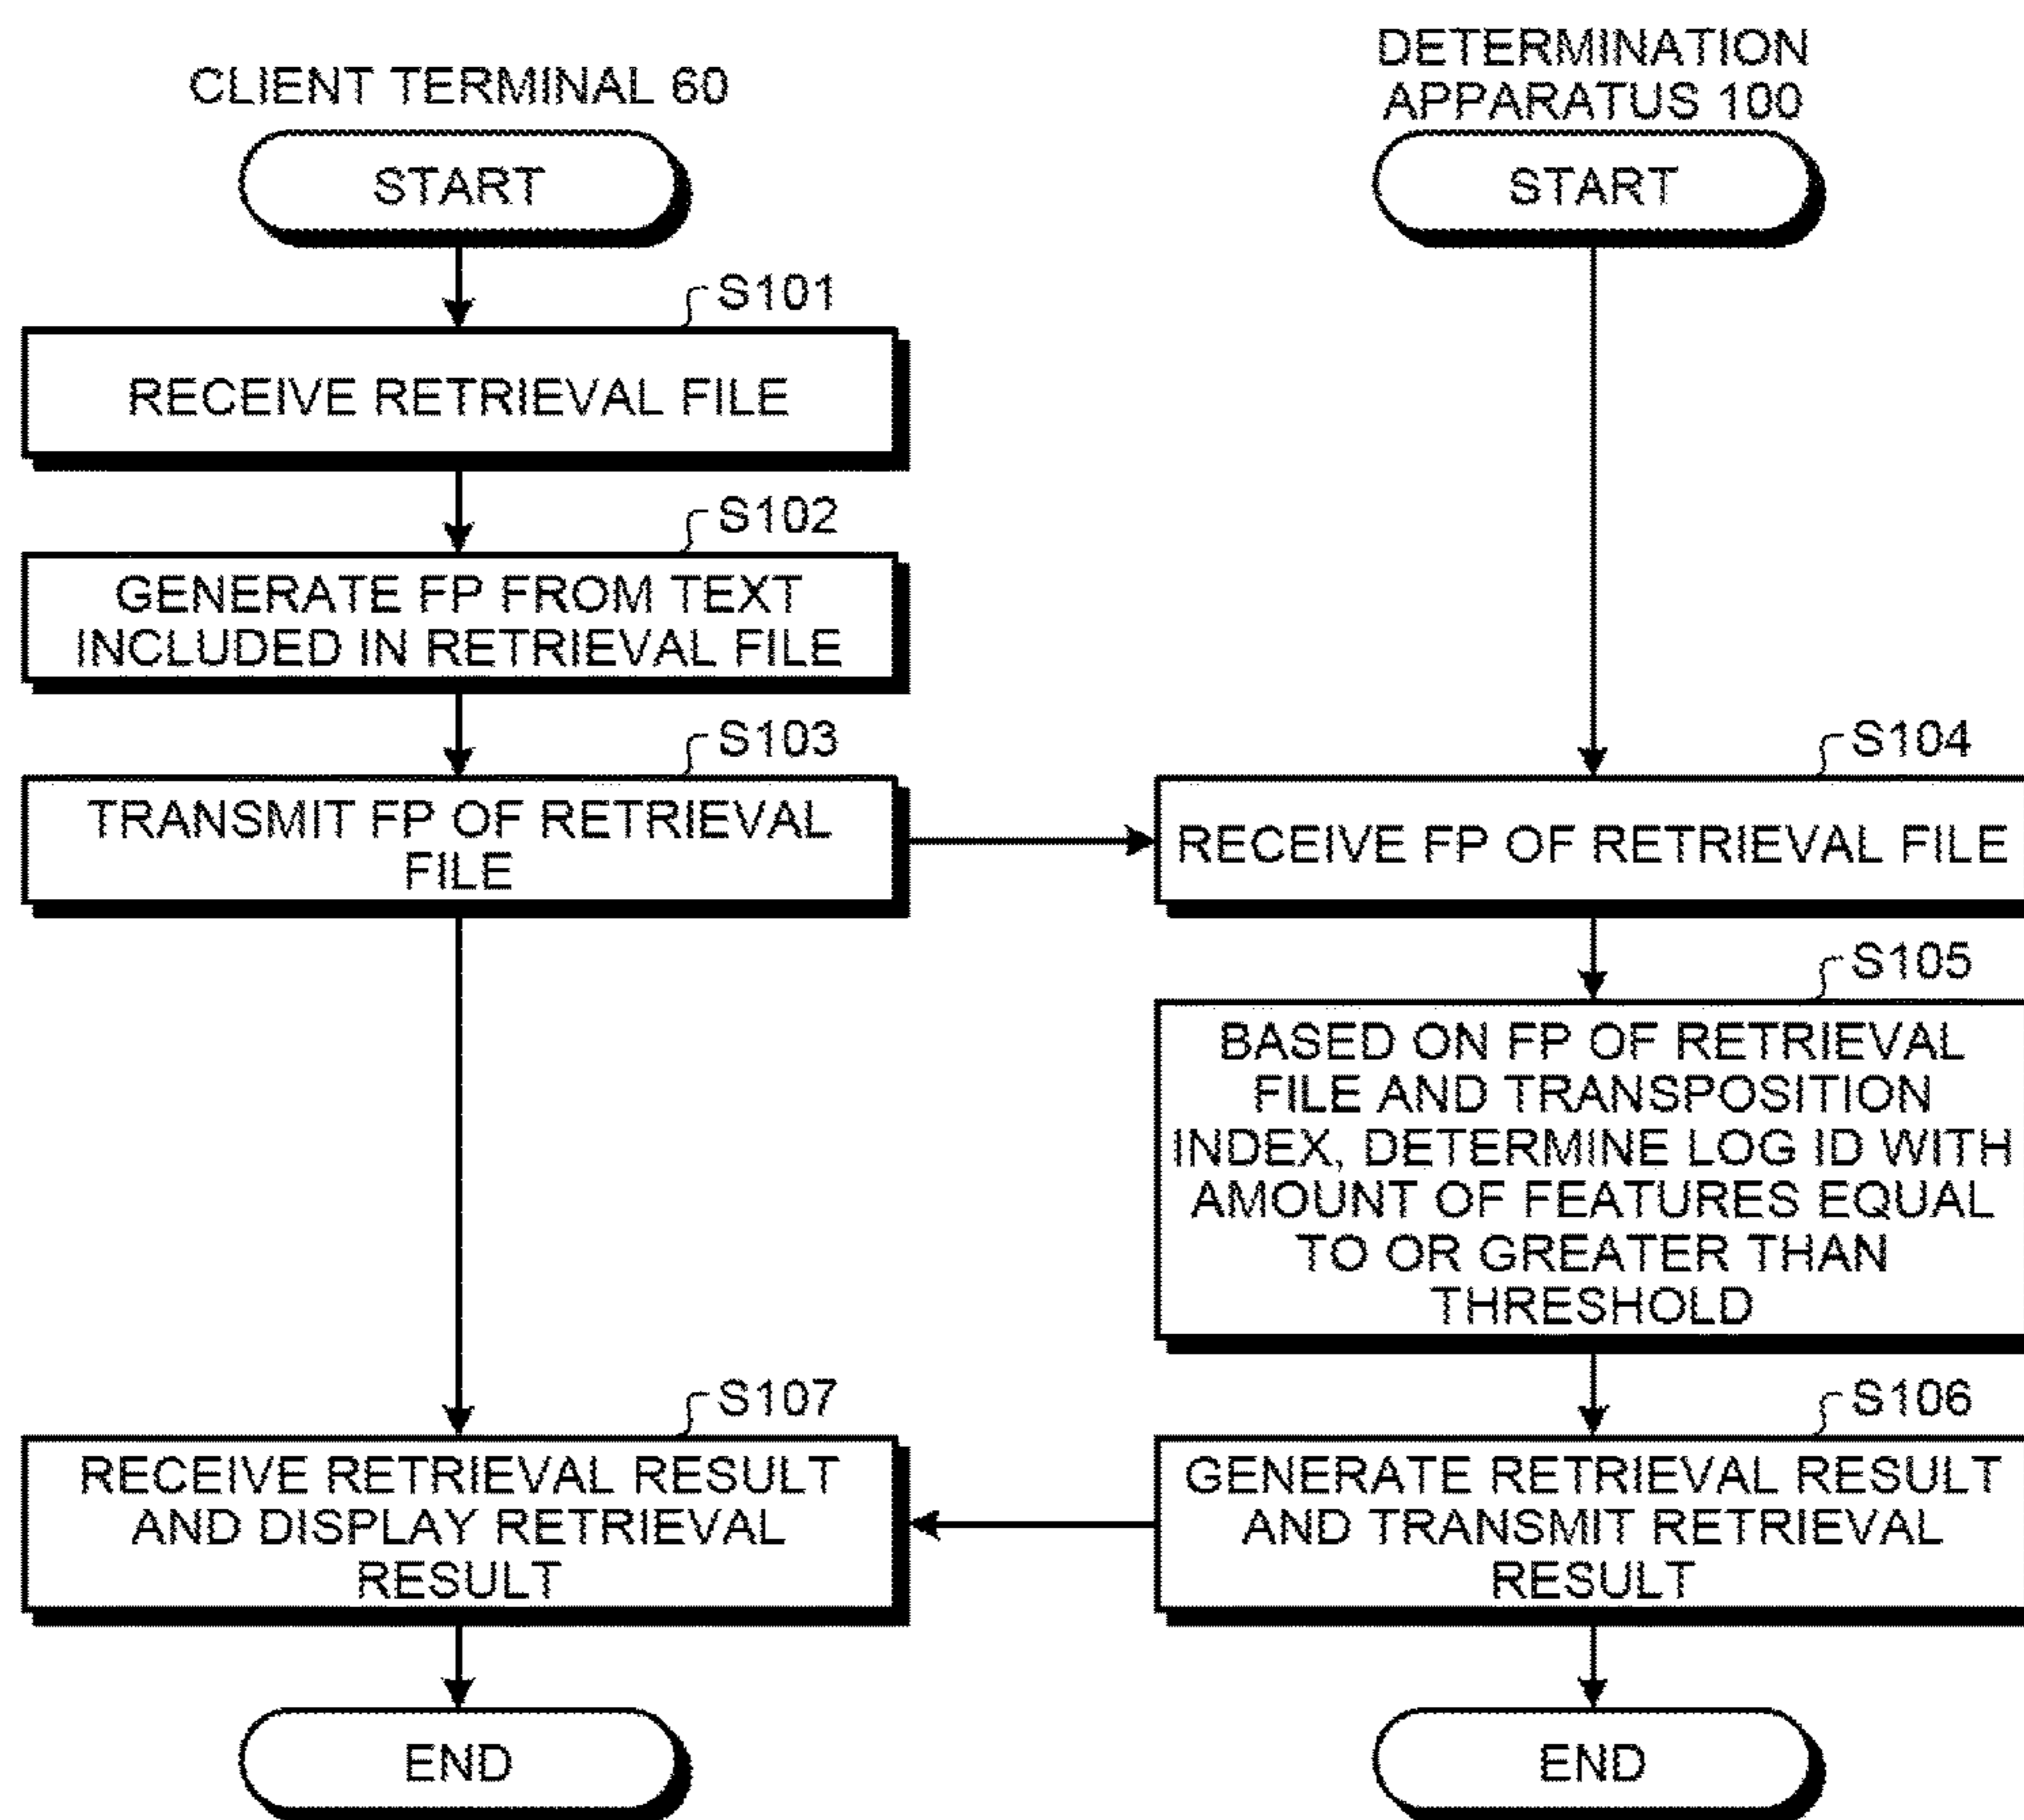 CLIENT TERMINAL 60
START
S101
RECEIVE RETRIEVAL FILE
S102
GENERATE FP FROM TEXT
INCLUDED IN RETRIEVAL FILE
S103
TRANSMIT FP OF RETRIEVAL
FILE
DETERMINATION
APPARATUS 100
START
S104
RECEIVE FP OF RETRIEVAL FILE
S105
BASED ON FP OF RETRIEVAL
FILE AND TRANSPOSITION
INDEX, DETERMINE LOG ID WITH
AMOUNT OF FEATURES EQUAL
TO OR GREATER THAN
THRESHOLD
S106
GENERATE RETRIEVAL RESULT
AND TRANSMIT RETRIEVAL
RESULT
END
S107
RECEIVE RETRIEVAL RESULT
AND DISPLAY RETRIEVAL
RESULT
END